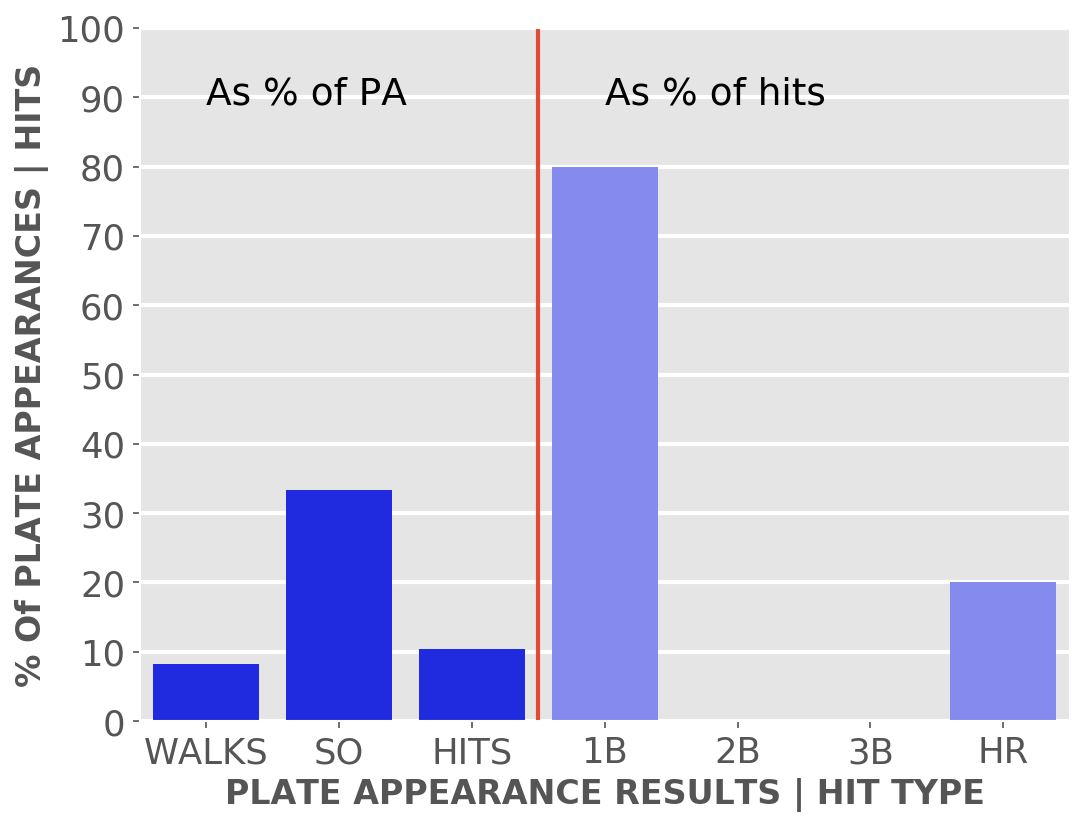 % Of PLATE APPEARANCES | HITS
100
90
80
70
60
50
40
30
20
10
0
As % of PA
As % of hits
WALKS SO HITS 1B 2B 3B HR
PLATE APPEARANCE RESULTS | HIT TYPE